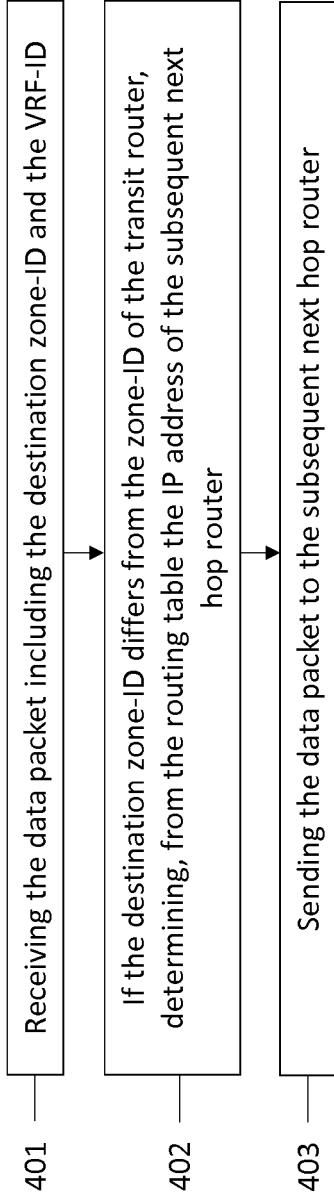 401
Receiving the data packet including the destination zone-ID and the VRF-ID
402
If the destination zone-ID differs from the zone-ID of the transit router,
determining, from the routing table the IP address of the subsequent next
hop router
403
Sending the data packet to the subsequent next hop router